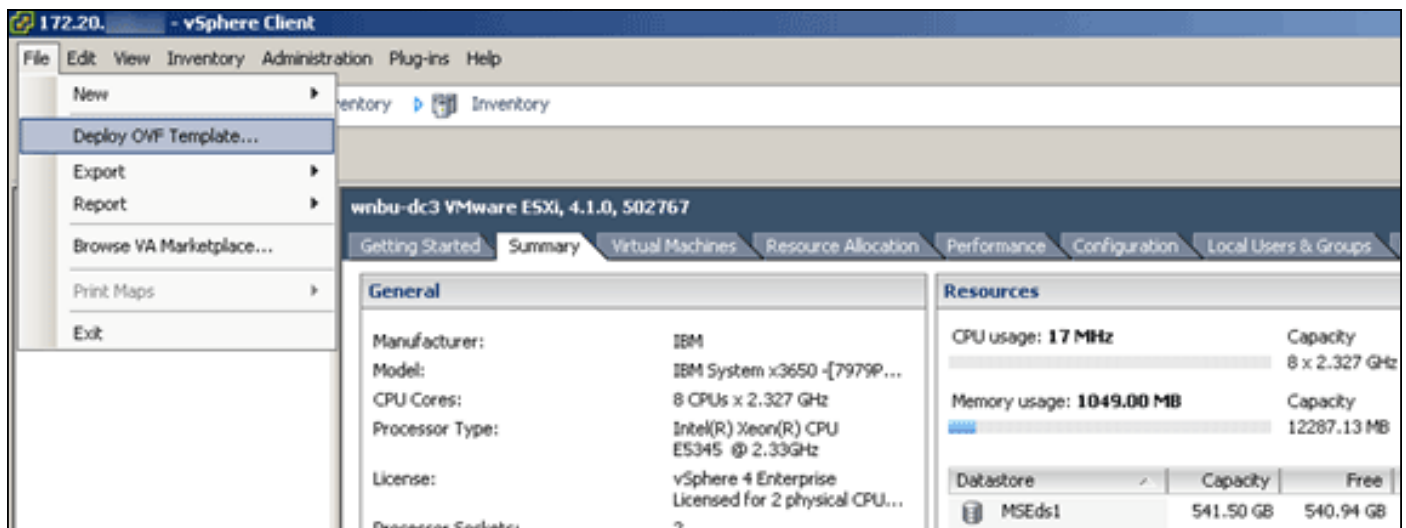 172.20. - vSphere Client
File Edit View Inventory Administration Plug-ins Help
New
Inventory
Deploy OVF Template...
Export
Report
Browse VA Marketplace...
Print Maps
Exit
wnbu-dc3 VMware ESXi, 4.1.0, 502767
Getting Started Summary Virtual Machines Resource Allocation Performance Configuration Local Users & Groups
General
Manufacturer: IBM
Model: IBM System x3650 -[7979P...
CPU Cores: 8 CPUs x 2.327 GHz
Processor Type: Intel(R) Xeon(R) CPU
E5345 @ 2.33GHz
License: vSphere 4 Enterprise
Licensed for 2 physical CPU...
Processor Sockets: 2
Resources
CPU usage: 17 MHz Capacity
8 x 2.327 GHz
Memory usage: 1049.00 MB Capacity
12287.13 MB
Datastore Capacity Free
MSEds1 541.50 GB 540.94 GB